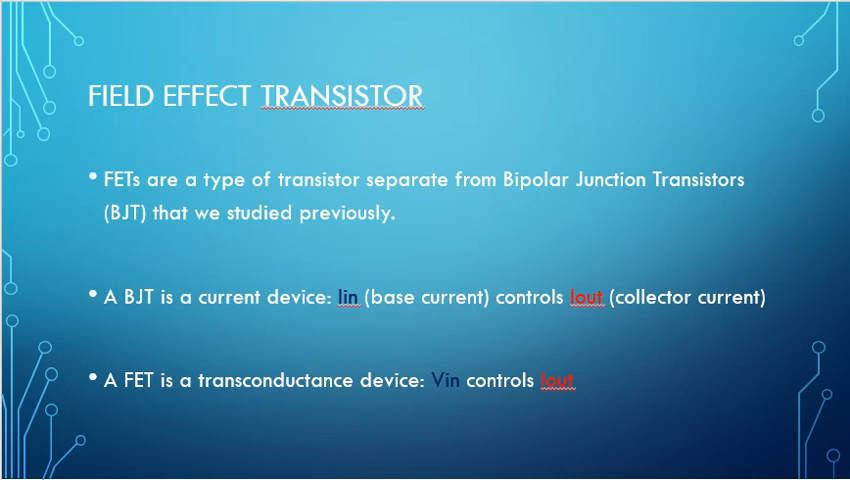 FIELD EFFECT TRANSISTOR
• FETs are a type of transistor separate from Bipolar Junction Transistors
(BJT) that we studied previously.
• A BJT is a current device: Iin (base current) controls Iout (collector current)
• A FET is a transconductance device: Vin controls Iout